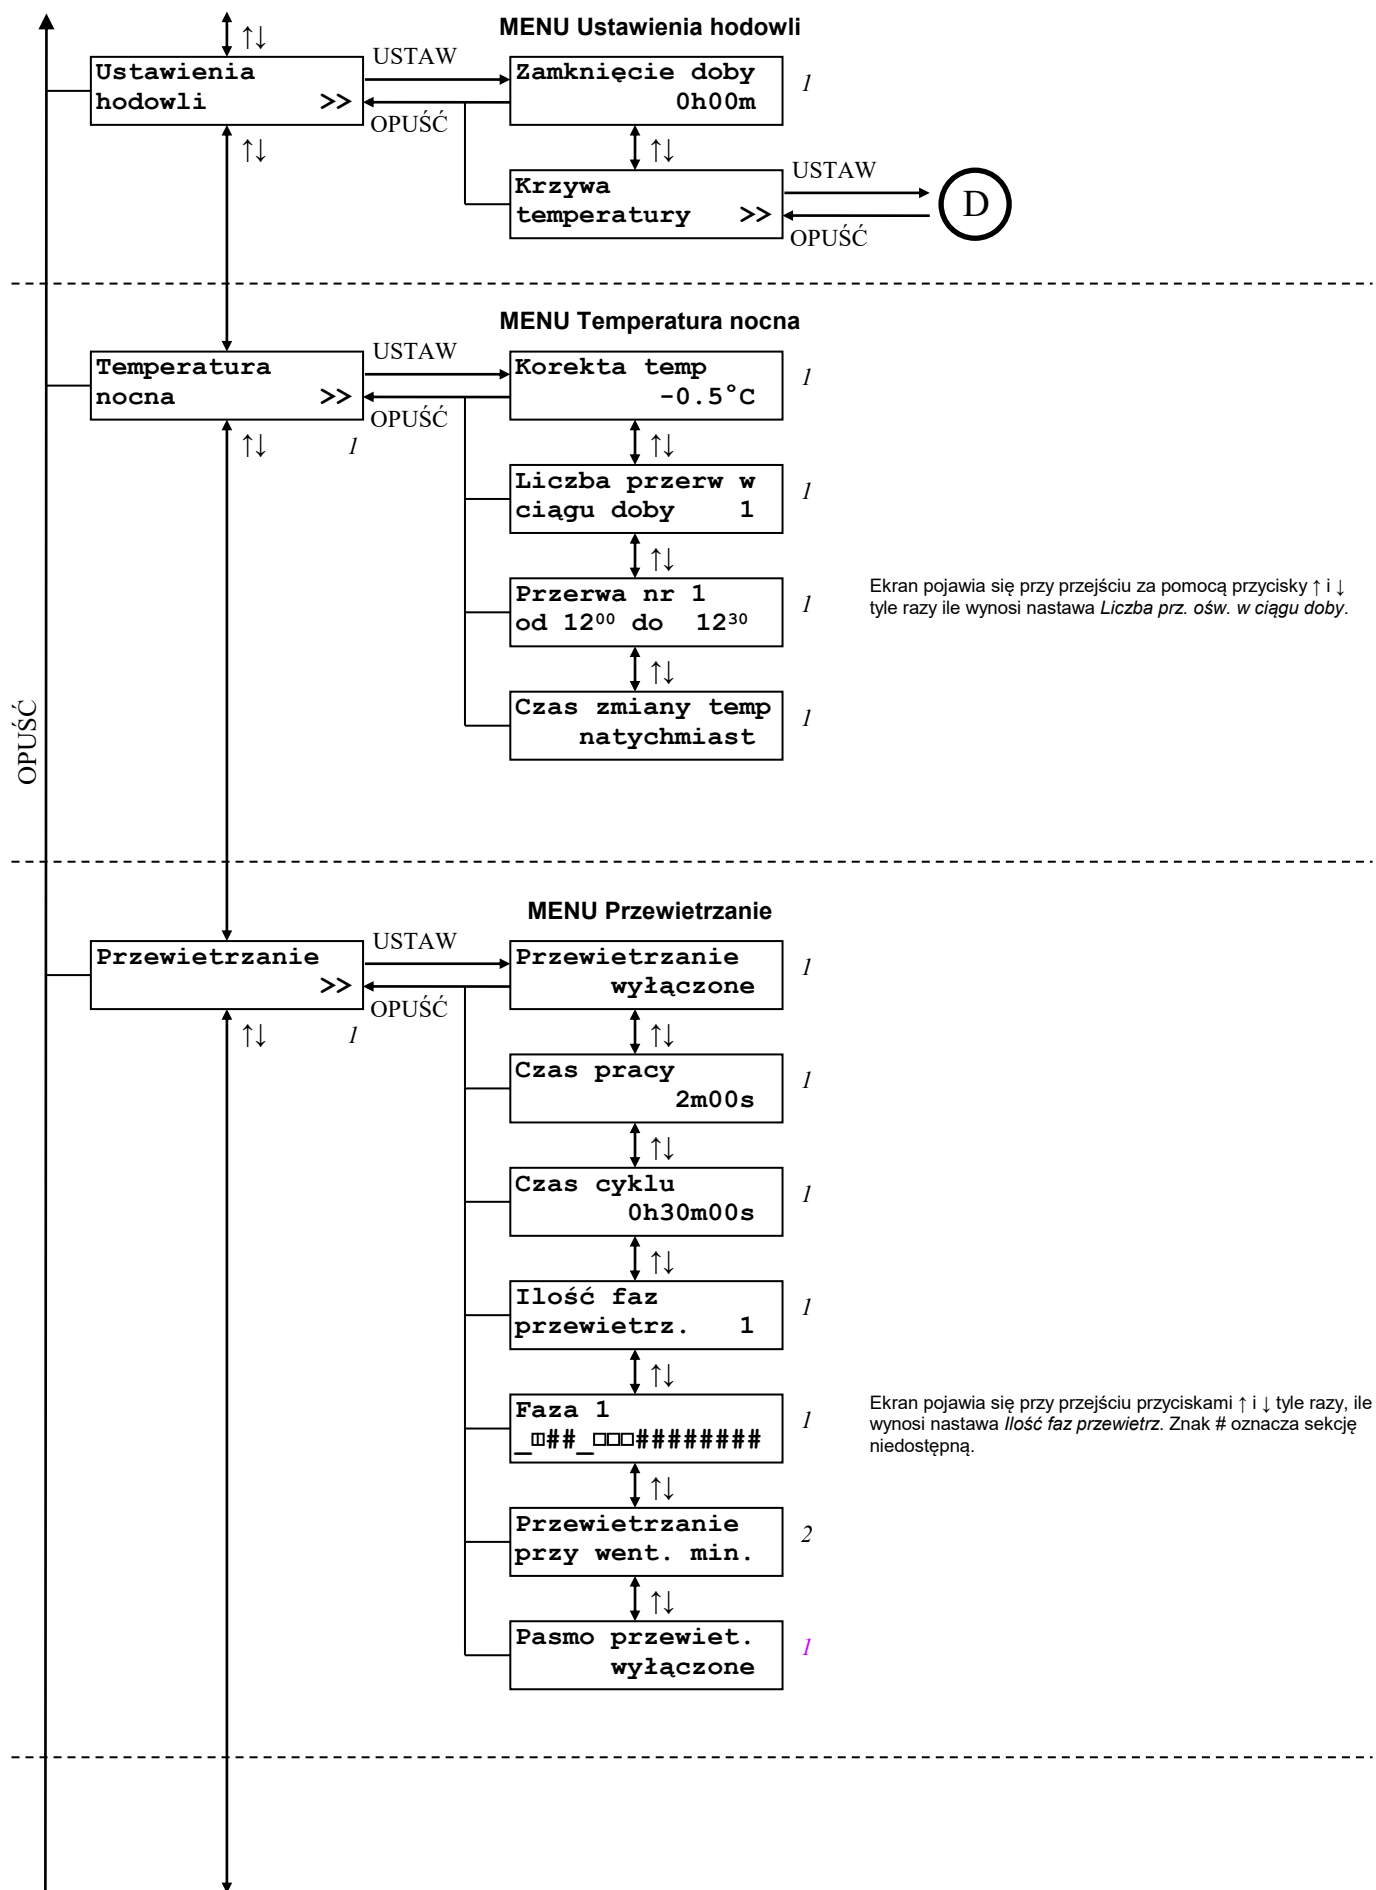 MENU Ustawienia hodowli
↑↓
Ustawienia
hodowli >>
USTAW
OPUŚĆ
Zamknięcie doby
0h00m
1
↑↓
↑↓
Krzywa
temperatury >>
USTAW
OPUŚĆ
D
MENU Temperatura nocna
Temperatura
nocna >>
USTAW
OPUŚĆ
Korekta temp
-0.5°C
1
↑↓
1
↑↓
Liczba przerw w
ciągu doby 1
1
↑↓
Przerwa nr 1
od 12⁰⁰ do 12³⁰
1
Ekran pojawia się przy przejściu za pomocą przycisky ↑ i ↓
tyle razy ile wynosi nastawa Liczba prz. ośw. w ciągu doby.
↑↓
Czas zmiany temp
natychmiast
1
OPUŚĆ
MENU Przewietrzanie
Przewietrzanie
>>
USTAW
OPUŚĆ
Przewietrzanie
wyłączone
1
↑↓
1
↑↓
Czas pracy
2m00s
1
↑↓
Czas cyklu
0h30m00s
1
↑↓
Ilość faz
przewietrz. 1
1
↑↓
Faza 1
_◫##_□□□########
1
Ekran pojawia się przy przejściu przyciskami ↑ i ↓ tyle razy, ile
wynosi nastawa Ilość faz przewietrz. Znak # oznacza sekcję
niedostępną.
↑↓
Przewietrzanie
przy went. min.
2
↑↓
Pasmo przewiet.
wyłączone
1